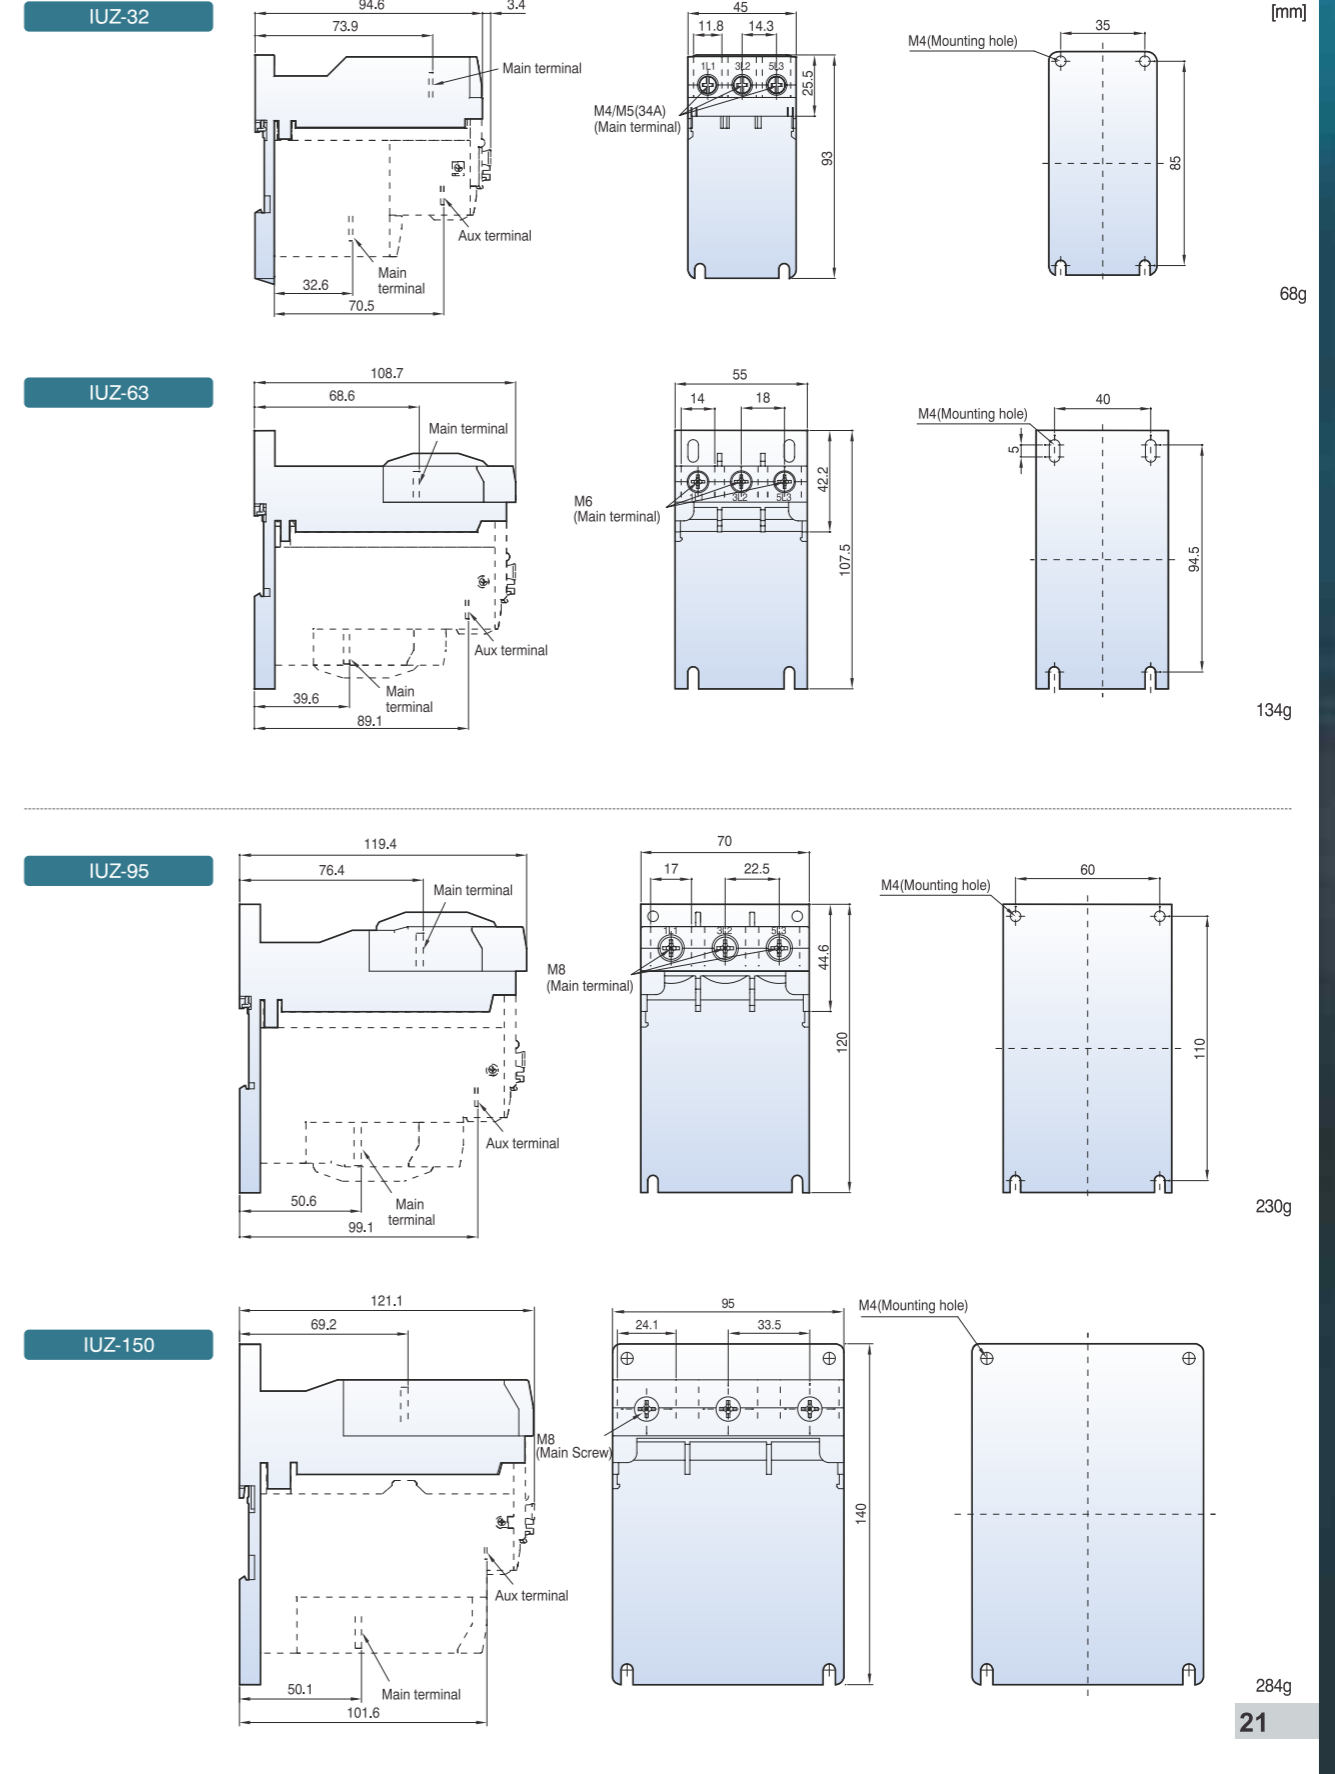 IUZ-32
94.6
3.4
73.9
Main terminal
Aux terminal
Main
terminal
32.6
70.5
45
11.8
14.3
1L1
3L2
5L3
25.5
M4/M5(34A)
(Main terminal)
93
[mm]
M4(Mounting hole)
35
85
68g
IUZ-63
108.7
68.6
Main terminal
Aux terminal
Main
terminal
39.6
89.1
55
14
18
42.2
M6
(Main terminal)
1L1
3L2
5L3
107.5
M4(Mounting hole)
40
5
94.5
134g
IUZ-95
119.4
76.4
Main terminal
Aux terminal
Main
terminal
50.6
99.1
70
17
22.5
1L1
3L2
5L3
44.6
M8
(Main terminal)
120
M4(Mounting hole)
60
110
230g
IUZ-150
121.1
69.2
Aux terminal
Main terminal
50.1
101.6
95
24.1
33.5
M8
(Main Screw)
140
M4(Mounting hole)
284g
21